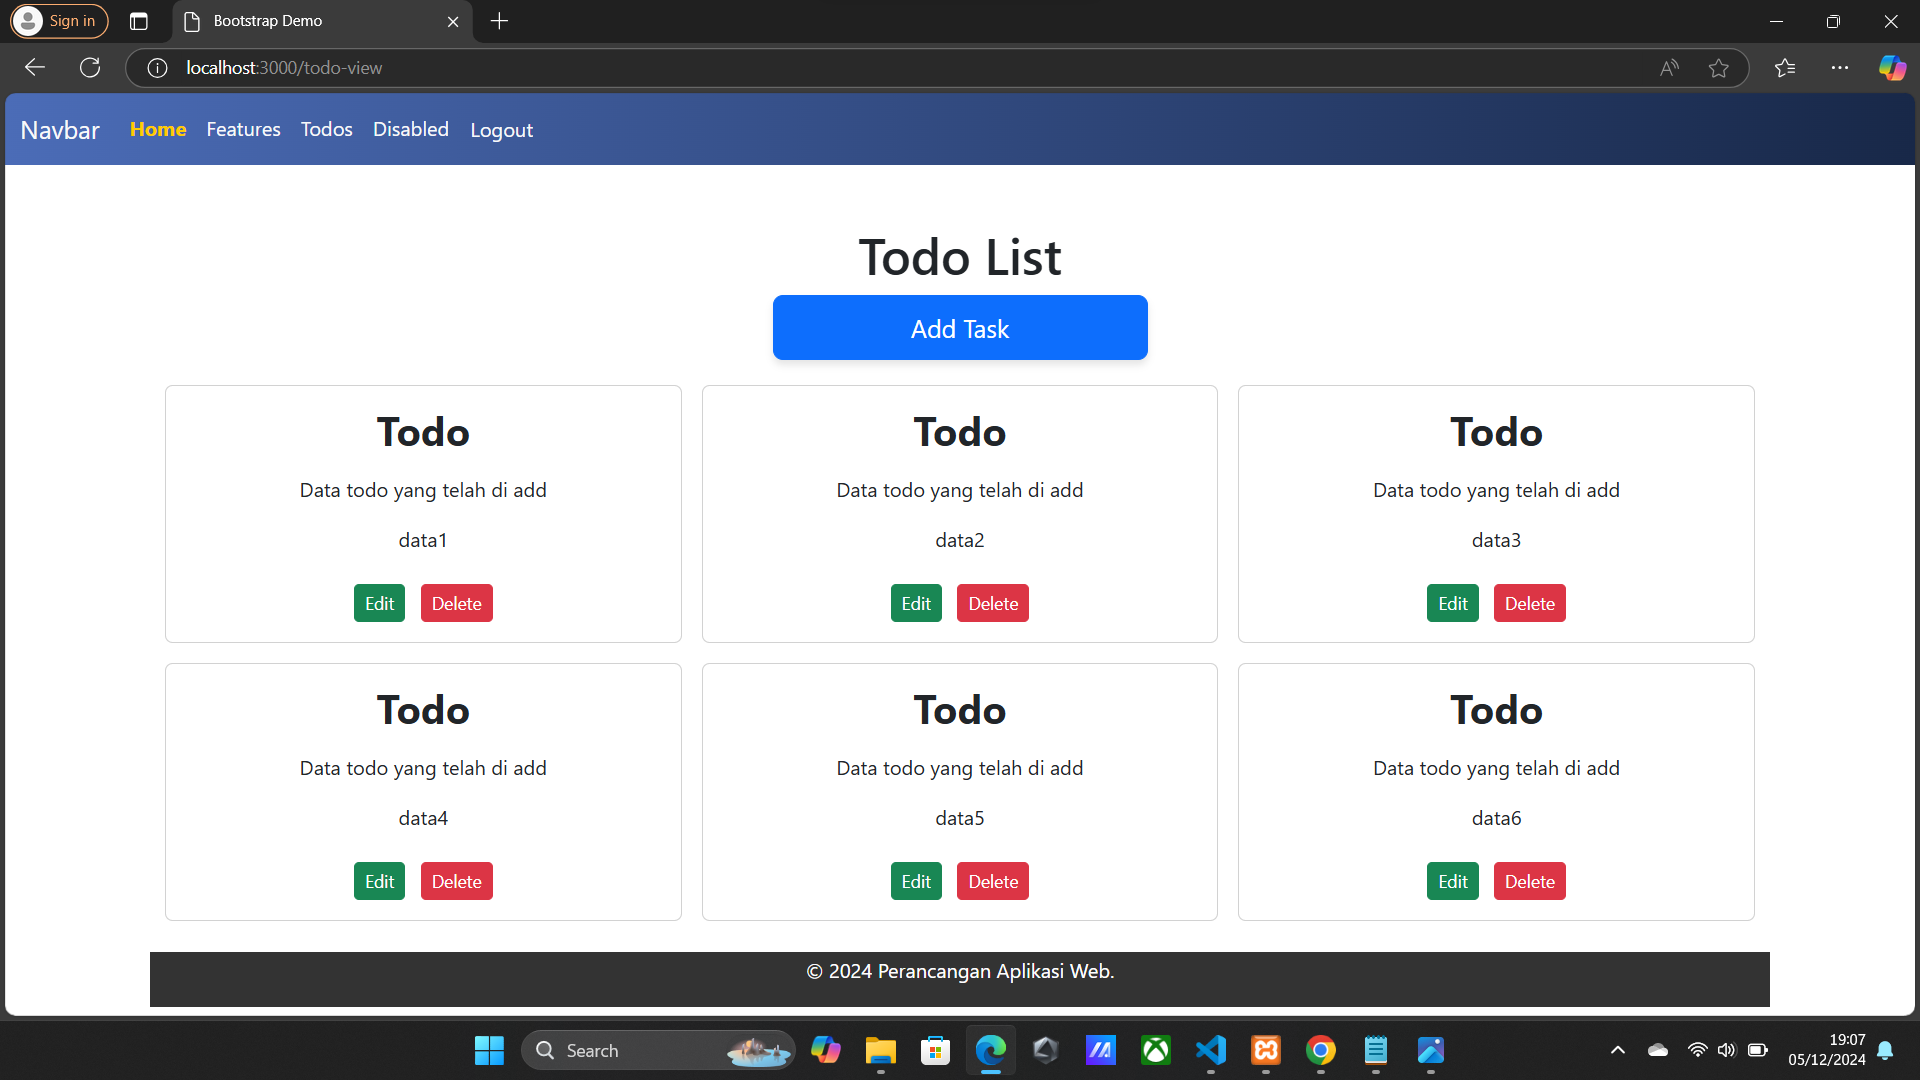 Sign in
Bootstrap Demo
localhost:3000/todo-view
Navbar Home Features Todos Disabled Logout
Todo List
Add Task
Todo Todo Todo
Data todo yang telah di add Data todo yang telah di add Data todo yang telah di add
data1 data2 data3
Edit Delete Edit Delete Edit Delete
Todo Todo Todo
Data todo yang telah di add Data todo yang telah di add Data todo yang telah di add
data4 data5 data6
Edit Delete Edit Delete Edit Delete
© 2024 Perancangan Aplikasi Web.
Search
19:07
05/12/2024